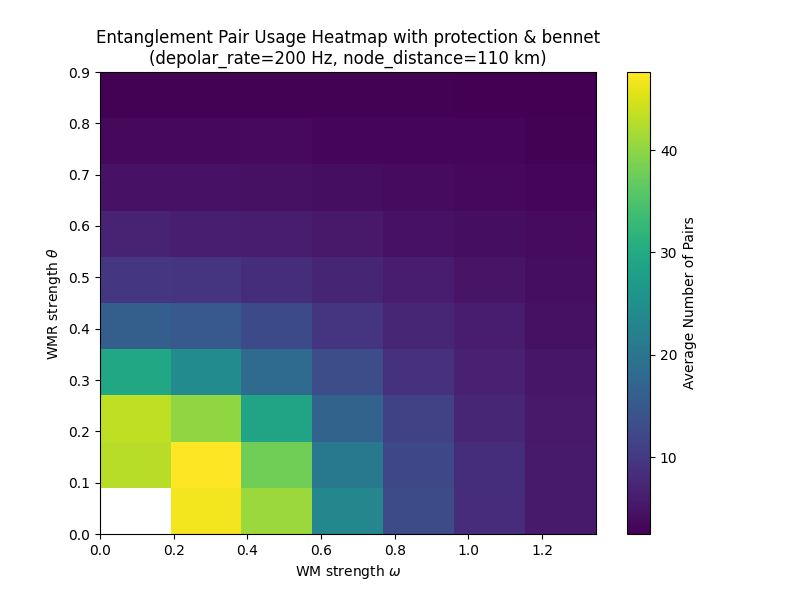 Entanglement Pair Usage Heatmap with protection & bennet
(depolar_rate=200 Hz, node_distance=110 km)
0.9
0.8
0.7
0.6
0.5
0.4
0.3
0.2
0.1
0.0
WMR strength θ
0.0 0.2 0.4 0.6 0.8 1.0 1.2
WM strength ω
40
30
20
10
Average Number of Pairs